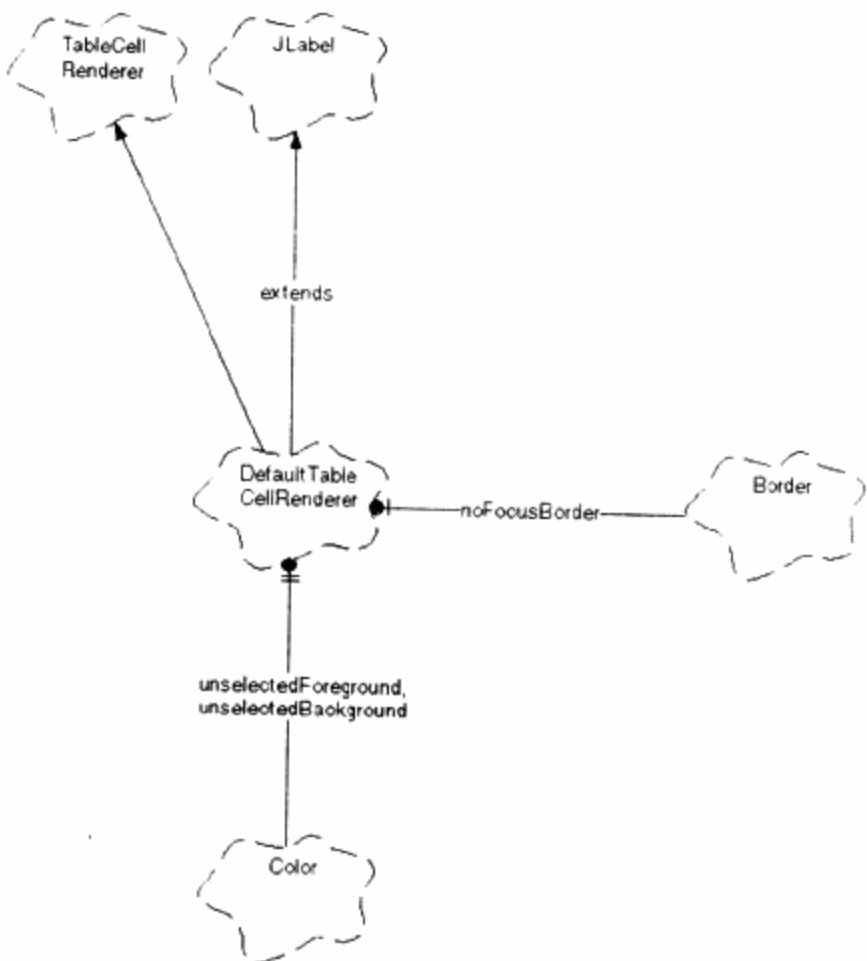 TableCell
Renderer
JLabel
extends
DefaultTable
CellRenderer
noFocusBorder
Border
unselectedForeground,
unselectedBackground
Color